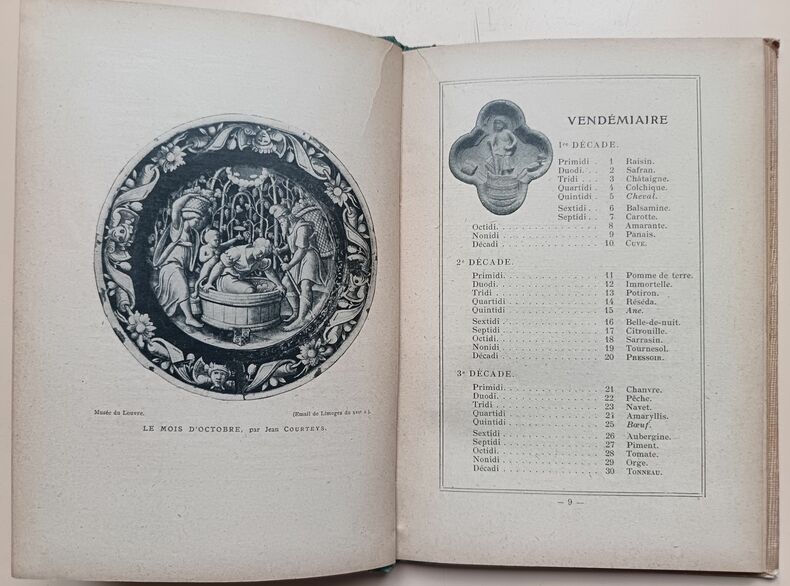 Musée du Louvre. (Email de Limoges du XVIe s.).
LE MOIS D'OCTOBRE, par Jean COURTEYS.
VENDÉMIAIRE
1re DÉCADE.
Primidi . 1 Raisin.
Duodi . . 2 Safran.
Tridi . . . 3 Châtaigne.
Quartidi . 4 Colchique.
Quintidi . 5 Cheval.
Sextidi . . 6 Balsamine.
Septidi . . 7 Carotte.
Octidi. . . . . . . . . . . . . . . 8 Amarante.
Nonidi . . . . . . . . . . . . . . 9 Panais.
Décadi . . . . . . . . . . . . . . 10 CUVE.
2e DÉCADE.
Primidi. . . . . . . . . . . . . . 11 Pomme de terre.
Duodi. . . . . . . . . . . . . . . 12 Immortelle.
Tridi . . . . . . . . . . . . . . . 13 Potiron.
Quartidi . . . . . . . . . . . . . 14 Réséda.
Quintidi . . . . . . . . . . . . . 15 Ane.
Sextidi . . . . . . . . . . . . . . 16 Belle-de-nuit.
Septidi . . . . . . . . . . . . . . 17 Citrouille.
Octidi. . . . . . . . . . . . . . . 18 Sarrasin.
Nonidi . . . . . . . . . . . . . . 19 Tournesol.
Décadi . . . . . . . . . . . . . . 20 PRESSOIR.
3e DÉCADE.
Primidi. . . . . . . . . . . . . . 21 Chanvre.
Duodi. . . . . . . . . . . . . . . 22 Pêche.
Tridi . . . . . . . . . . . . . . . 23 Navet.
Quartidi . . . . . . . . . . . . . 24 Amaryllis.
Quintidi . . . . . . . . . . . . . 25 Bœuf.
Sextidi . . . . . . . . . . . . . . 26 Aubergine.
Septidi . . . . . . . . . . . . . . 27 Piment.
Octidi. . . . . . . . . . . . . . . 28 Tomate.
Nonidi . . . . . . . . . . . . . . 29 Orge.
Décadi . . . . . . . . . . . . . . 30 TONNEAU.
— 9 —